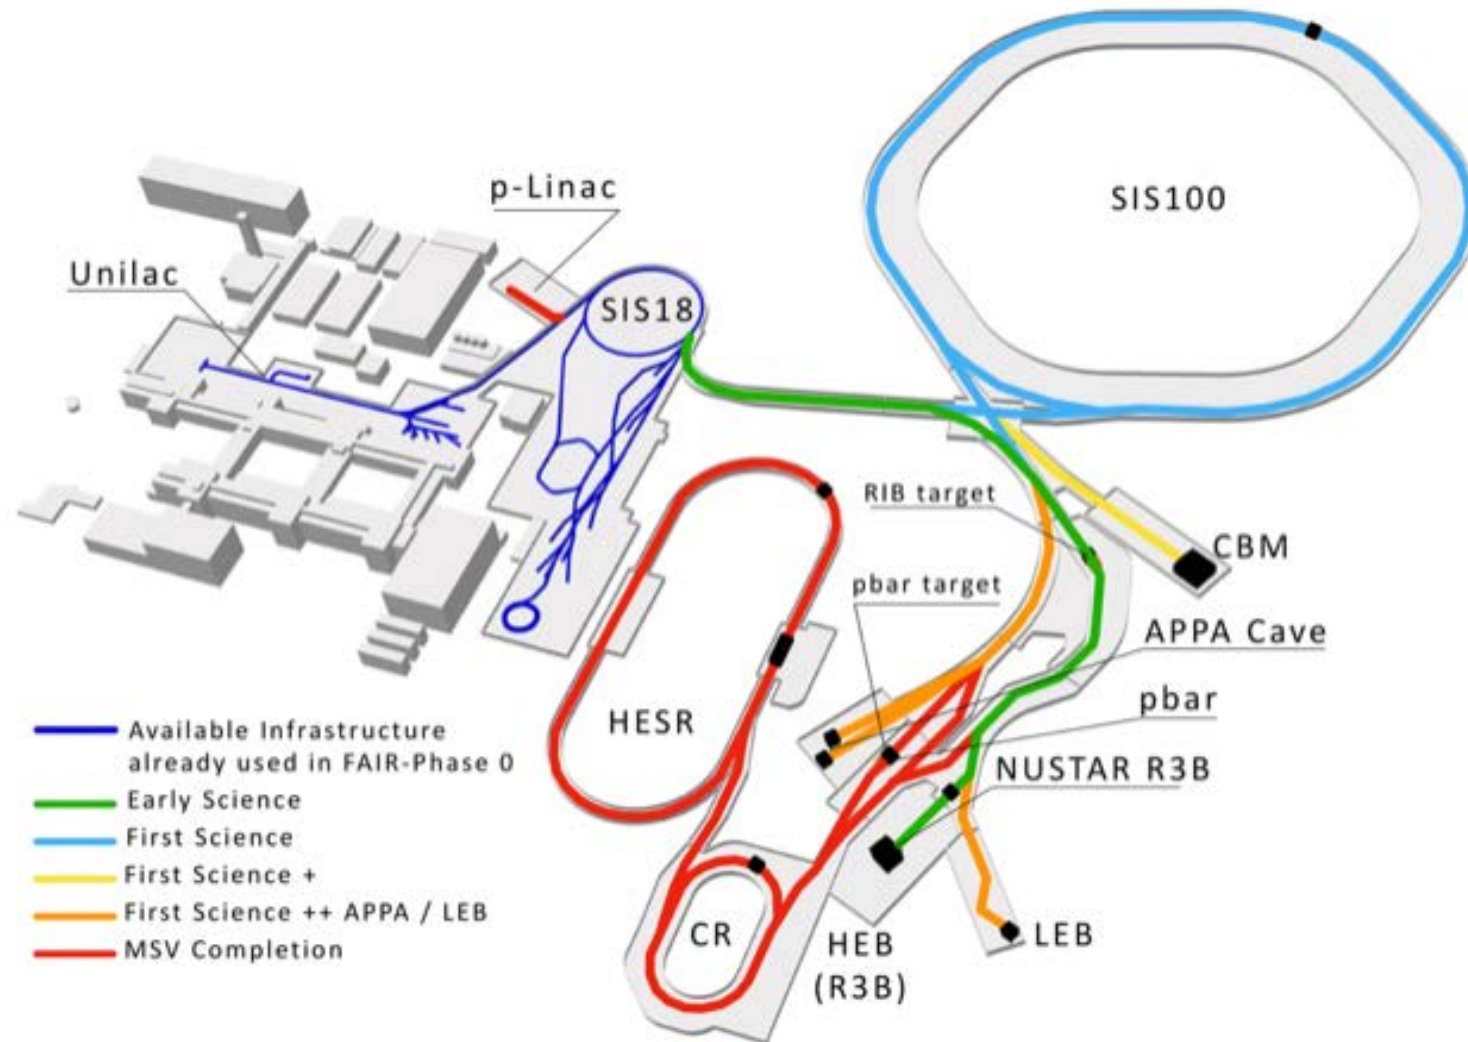 SIS100
p-Linac
Unilac
SIS18
RIB target
CBM
pbar target
APPA Cave
pbar
HESR
NUSTAR R3B
Available Infrastructure
already used in FAIR-Phase 0
Early Science
First Science
First Science +
First Science ++ APPA / LEB
MSV Completion
CR
HEB
(R3B)
LEB